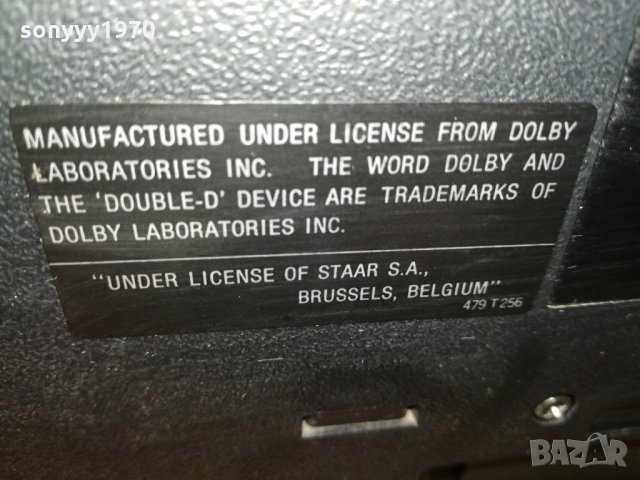 sonyyy1970
MANUFACTURED UNDER LICENSE FROM DOLBY
LABORATORIES INC. THE WORD DOLBY AND
THE 'DOUBLE-D' DEVICE ARE TRADEMARKS OF
DOLBY LABORATORIES INC.
"UNDER LICENSE OF STAAR S.A.,
BRUSSELS, BELGIUM"
479 T 256
BAZAR